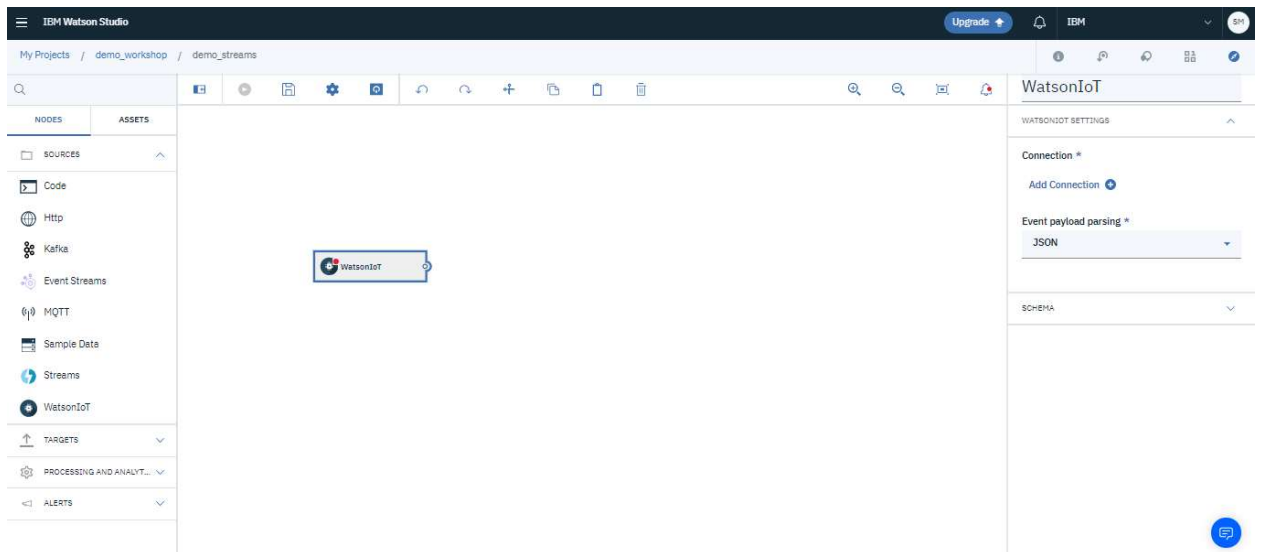 IBM Watson Studio
Upgrade
IBM
SM
My Projects / demo_workshop / demo_streams
NODES
ASSETS
SOURCES
Code
Http
Kafka
Event Streams
MQTT
Sample Data
Streams
WatsonIoT
TARGETS
PROCESSING AND ANALYT...
ALERTS
WatsonIoT
WatsonIoT
WATSONIOT SETTINGS
Connection *
Add Connection
Event payload parsing *
JSON
SCHEMA